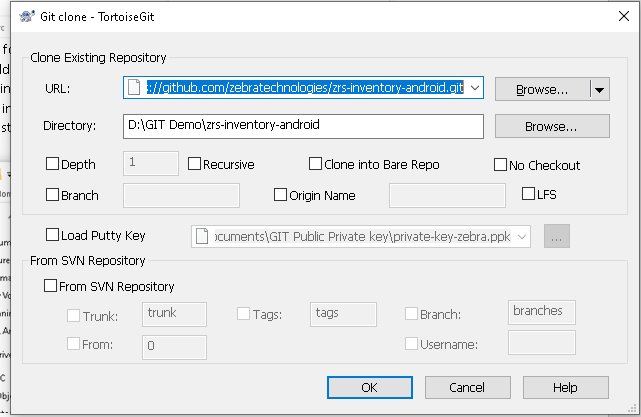 Git clone - TortoiseGit
Clone Existing Repository
URL: ://github.com/zebratechnologies/zrs-inventory-android.git Browse...
Directory: D:\GIT Demo\zrs-inventory-android Browse...
Depth 1 Recursive Clone into Bare Repo No Checkout
Branch Origin Name LFS
Load Putty Key ocuments\GIT Public Private key\private-key-zebra.ppk ...
From SVN Repository
From SVN Repository
Trunk: trunk Tags: tags Branch: branches
From: 0 Username:
OK Cancel Help